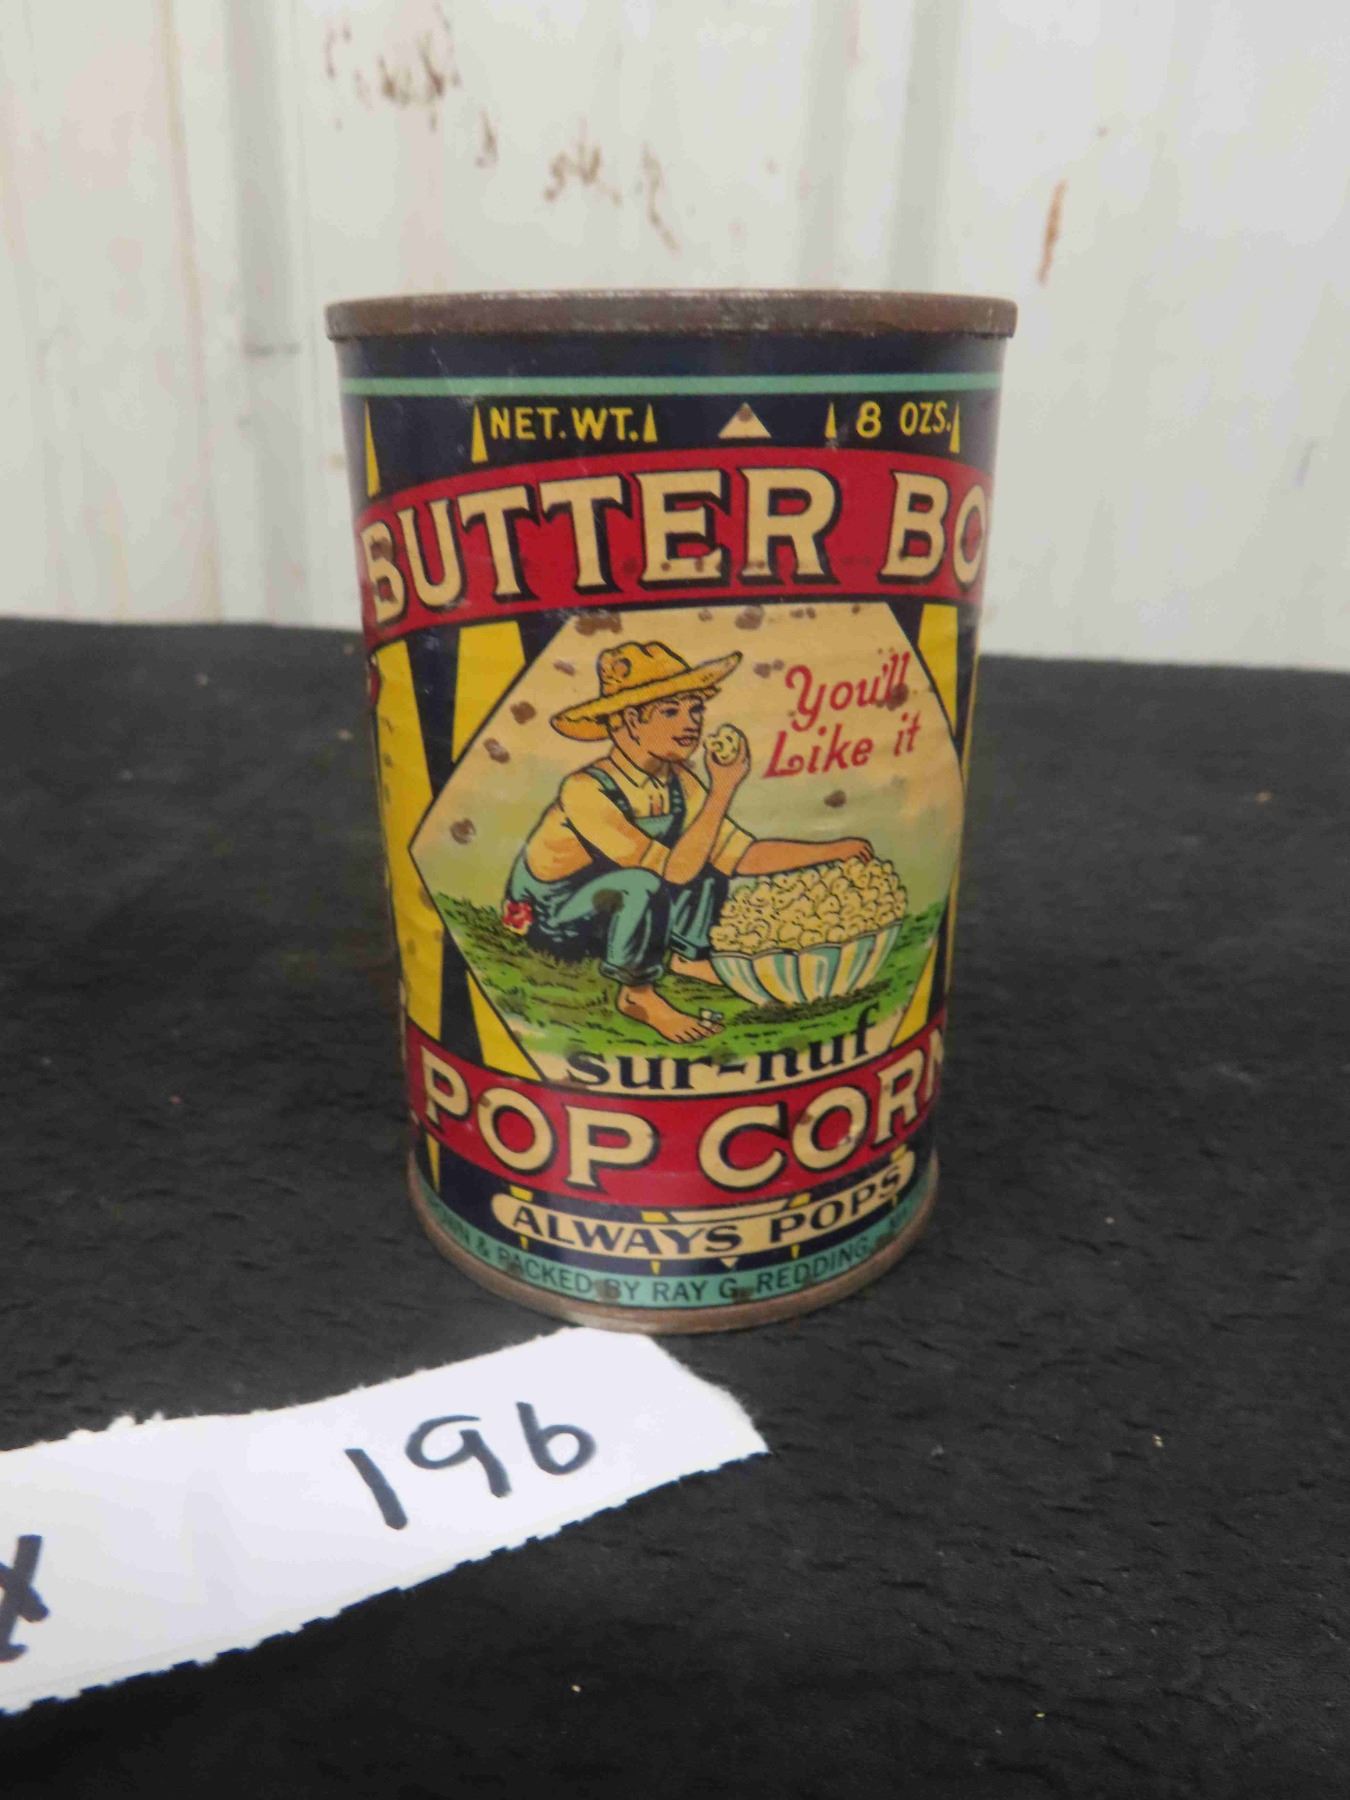 NET. WT. 8 OZS.
BUTTER BO
You'll
Like it
sur-nuf
POP CORN
ALWAYS POPS
& PACKED BY RAY G. REDDING,
196
X